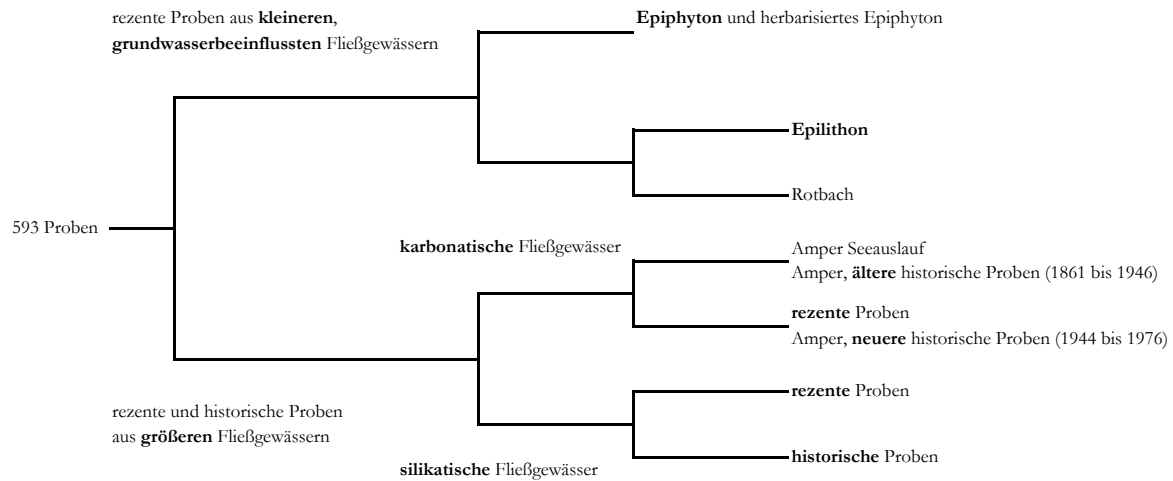 rezente Proben aus kleineren,
grundwasserbeeinflussten Fließgewässern
Epiphyton und herbarisiertes Epiphyton
Epilithon
Rotbach
593 Proben
karbonatische Fließgewässer
Amper Seeauslauf
Amper, ältere historische Proben (1861 bis 1946)
rezente Proben
Amper, neuere historische Proben (1944 bis 1976)
rezente Proben
rezente und historische Proben
aus größeren Fließgewässern
historische Proben
silikatische Fließgewässer